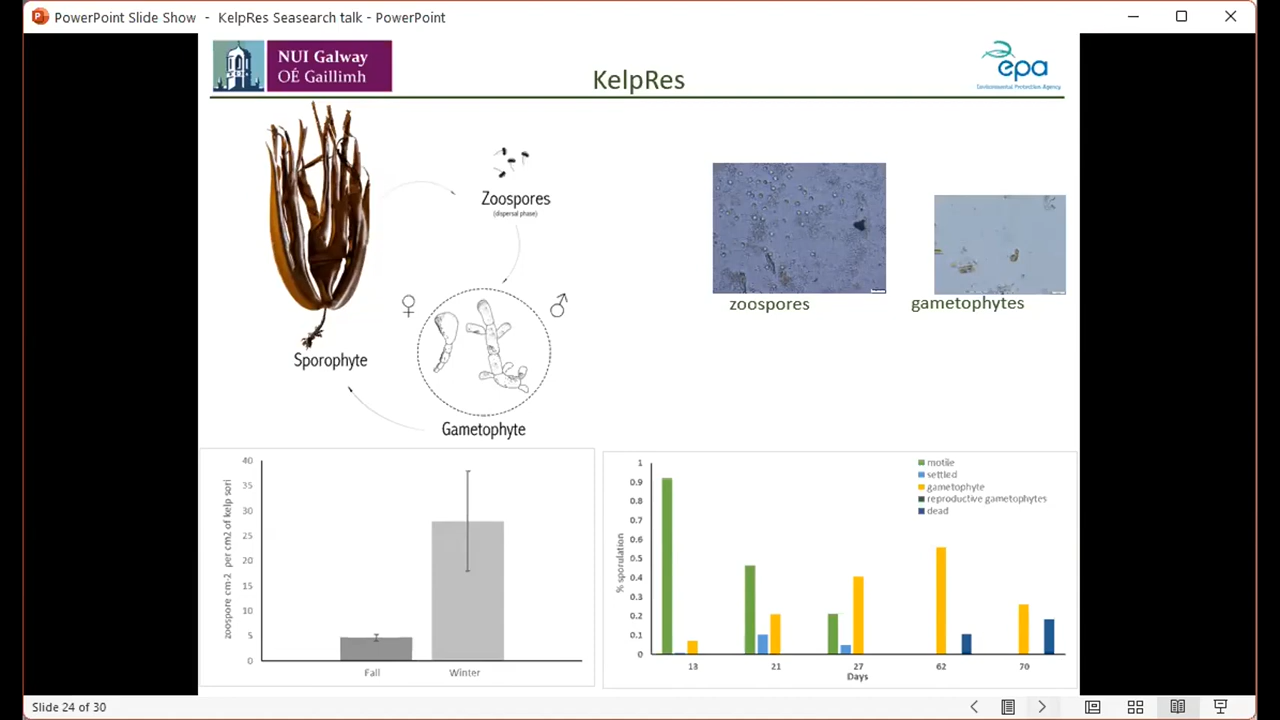 PowerPoint Slide Show - KelpRes Seasearch talk - PowerPoint
NUI Galway
OÉ Gaillimh
KelpRes
epa
Environmental Protection Agency
Zoospores
(dispersal phase)
♀
♂
Sporophyte
Gametophyte
zoospores
gametophytes
zoospore cm-2 per cm2 of kelp sori
40
35
30
25
20
15
10
5
0
Fall
Winter
% sporulation
1
0.9
0.8
0.7
0.6
0.5
0.4
0.3
0.2
0.1
0
motile
settled
gametophyte
reproductive gametophytes
dead
13
21
27
62
70
Days
Slide 24 of 30